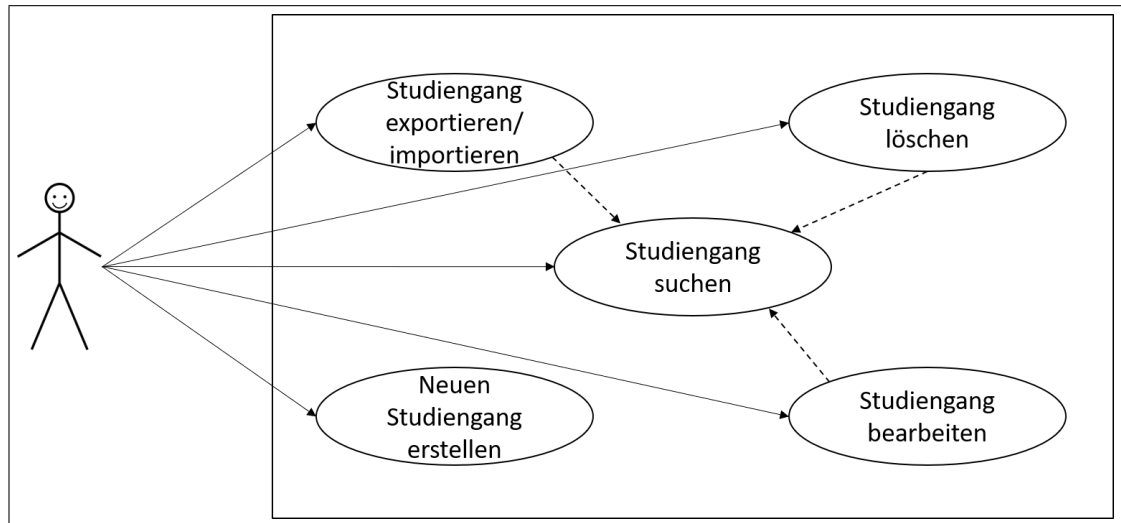 Studiengang
exportieren/
importieren
Studiengang
löschen
Studiengang
suchen
Neuen
Studiengang
erstellen
Studiengang
bearbeiten